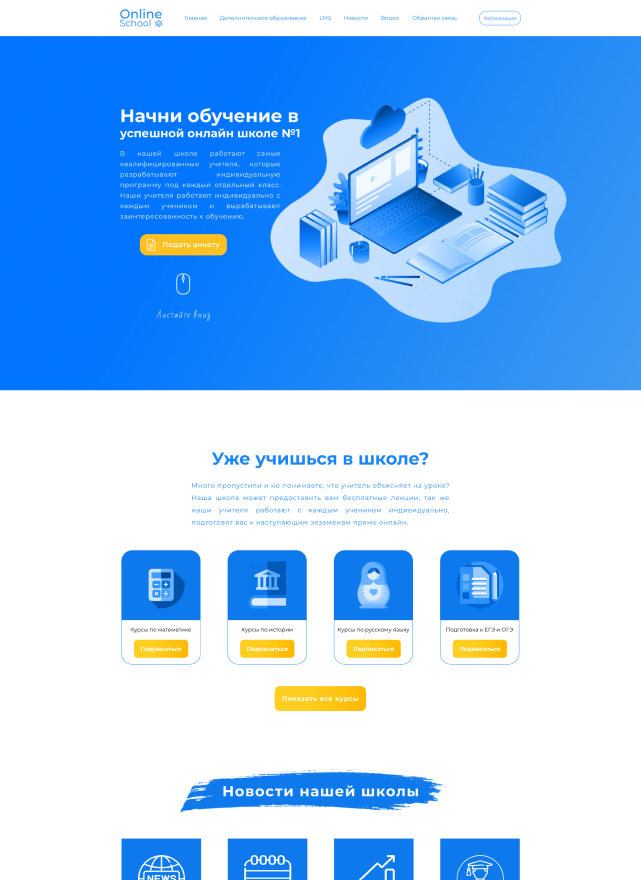 Online
School
Главная Дополнительное образование LMS Новости Видео Обратная связь Авторизация
Начни обучение в
успешной онлайн школе №1
В нашей школе работают самые
квалифицированные учетеля, которые
разрабатывают индивидуальную
программу под каждый отдельный класс.
Наши учителя работают индивидуально с
каждым учеником и вырабатывают
заинтересованность к обучению.
Подать анкету
Листайте вниз
Уже учишься в школе?
Много пропустили и не понимаете, что учитель объясняет на уроке?
Наша школа может предоставить вам бесплатные лекции, так же
наши учителя работают с каждым учеником индивидуально,
подготовят вас к наступающим экзаменам прямо онлайн.
Курсы по математике Курсы по истории Курсы по русскому языку Подготовка к ЕГЭ и ОГЭ
Подписаться Подписаться Подписаться Подписаться
Показать все курсы
Новости нашей школы
NEWS